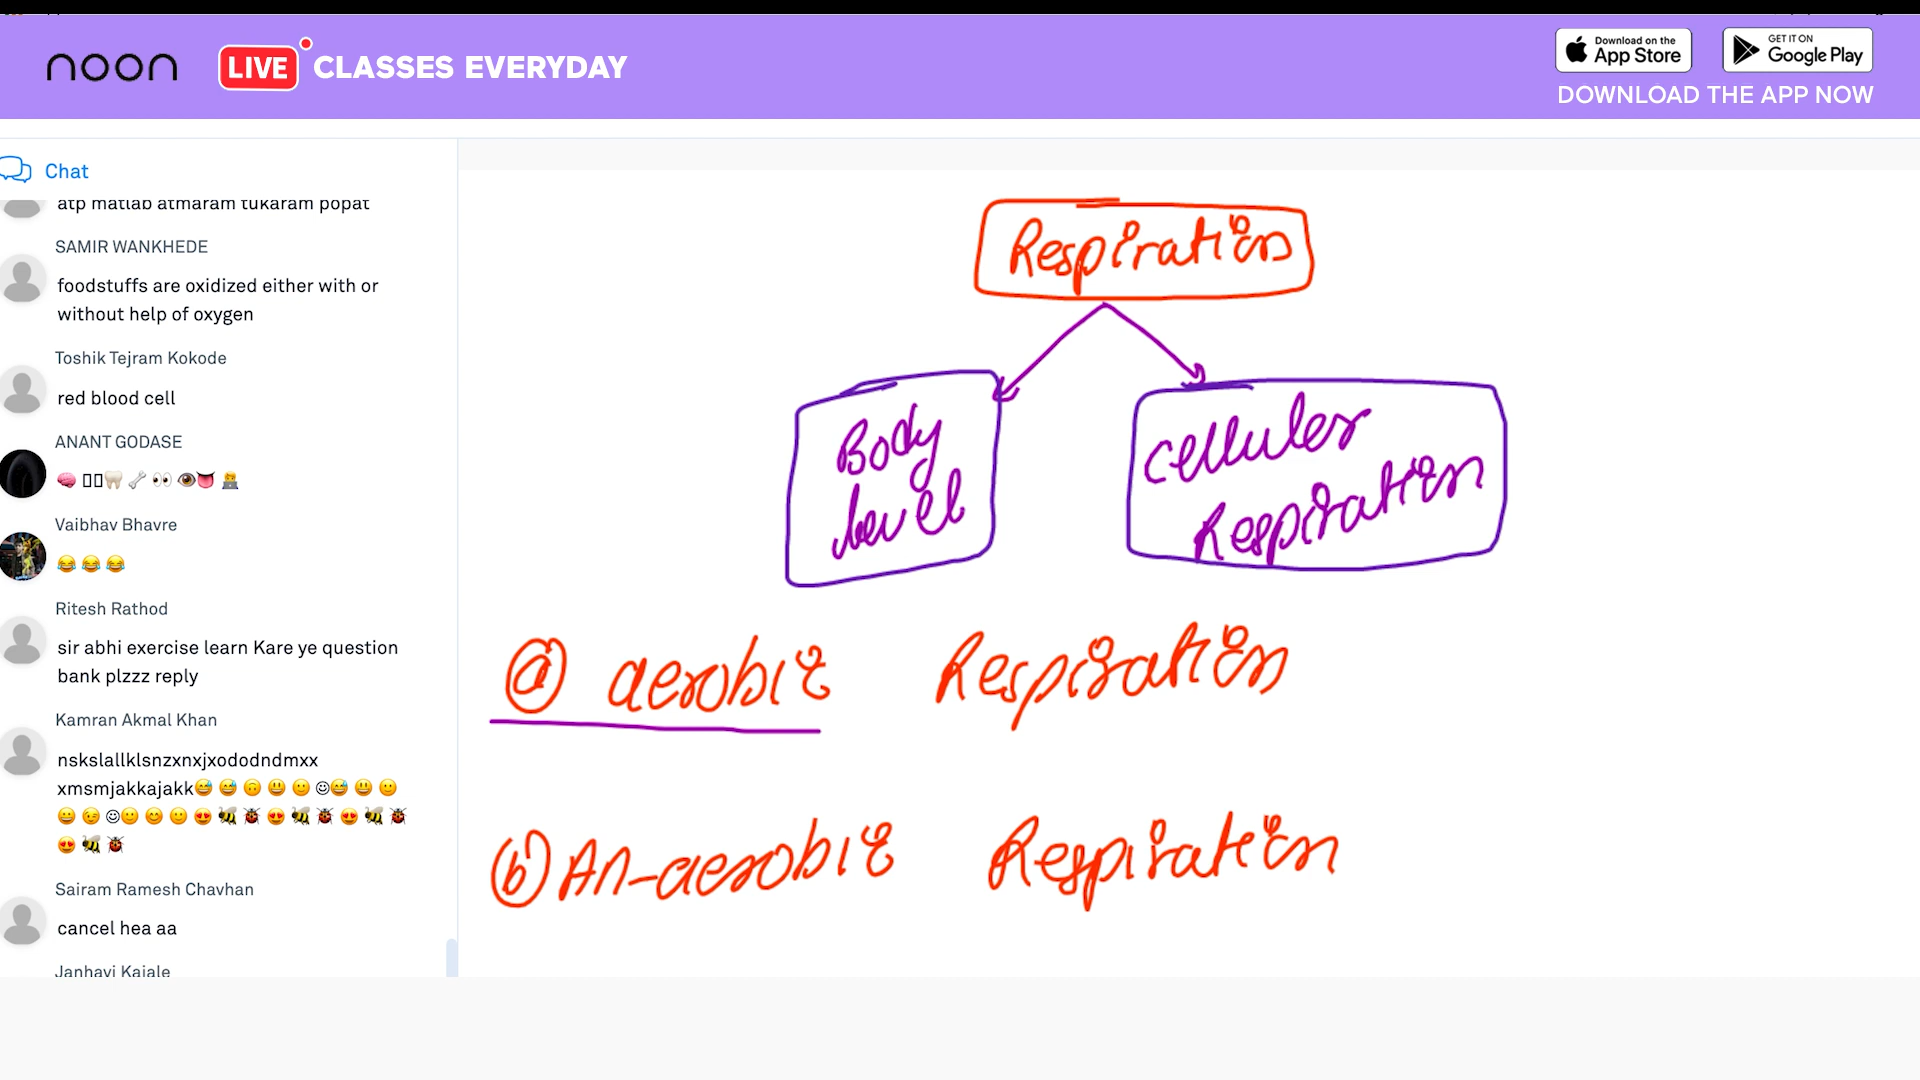 noon LIVE CLASSES EVERYDAY
Download on the App Store
GET IT ON Google Play
DOWNLOAD THE APP NOW
Chat
atp matlab atmaram tukaram popat
SAMIR WANKHEDE
foodstuffs are oxidized either with or
without help of oxygen
Toshik Tejram Kokode
red blood cell
ANANT GODASE
🧠 🦷 🦴 👀 👁👅 👩‍💻
Vaibhav Bhavre
😂 😂 😂
Ritesh Rathod
sir abhi exercise learn Kare ye question
bank plzzz reply
Kamran Akmal Khan
nskslallklsnzxnxjxododndmxx
xmsmjakkajakk😅 😅 🙃 😃 🙂 ☺😅 😃 🙂
😀 😉 ☺🙂 😊 🙂 😍 🐝 🐞 😍 🐝 🐞 😍 🐝 🐞
😍 🐝 🐞
Sairam Ramesh Chavhan
cancel hea aa
Janhavi Kajale
Respiration
Body
level
Cellular
Respiration
(a) aerobic Respiration
(b) An-aerobic Respiration